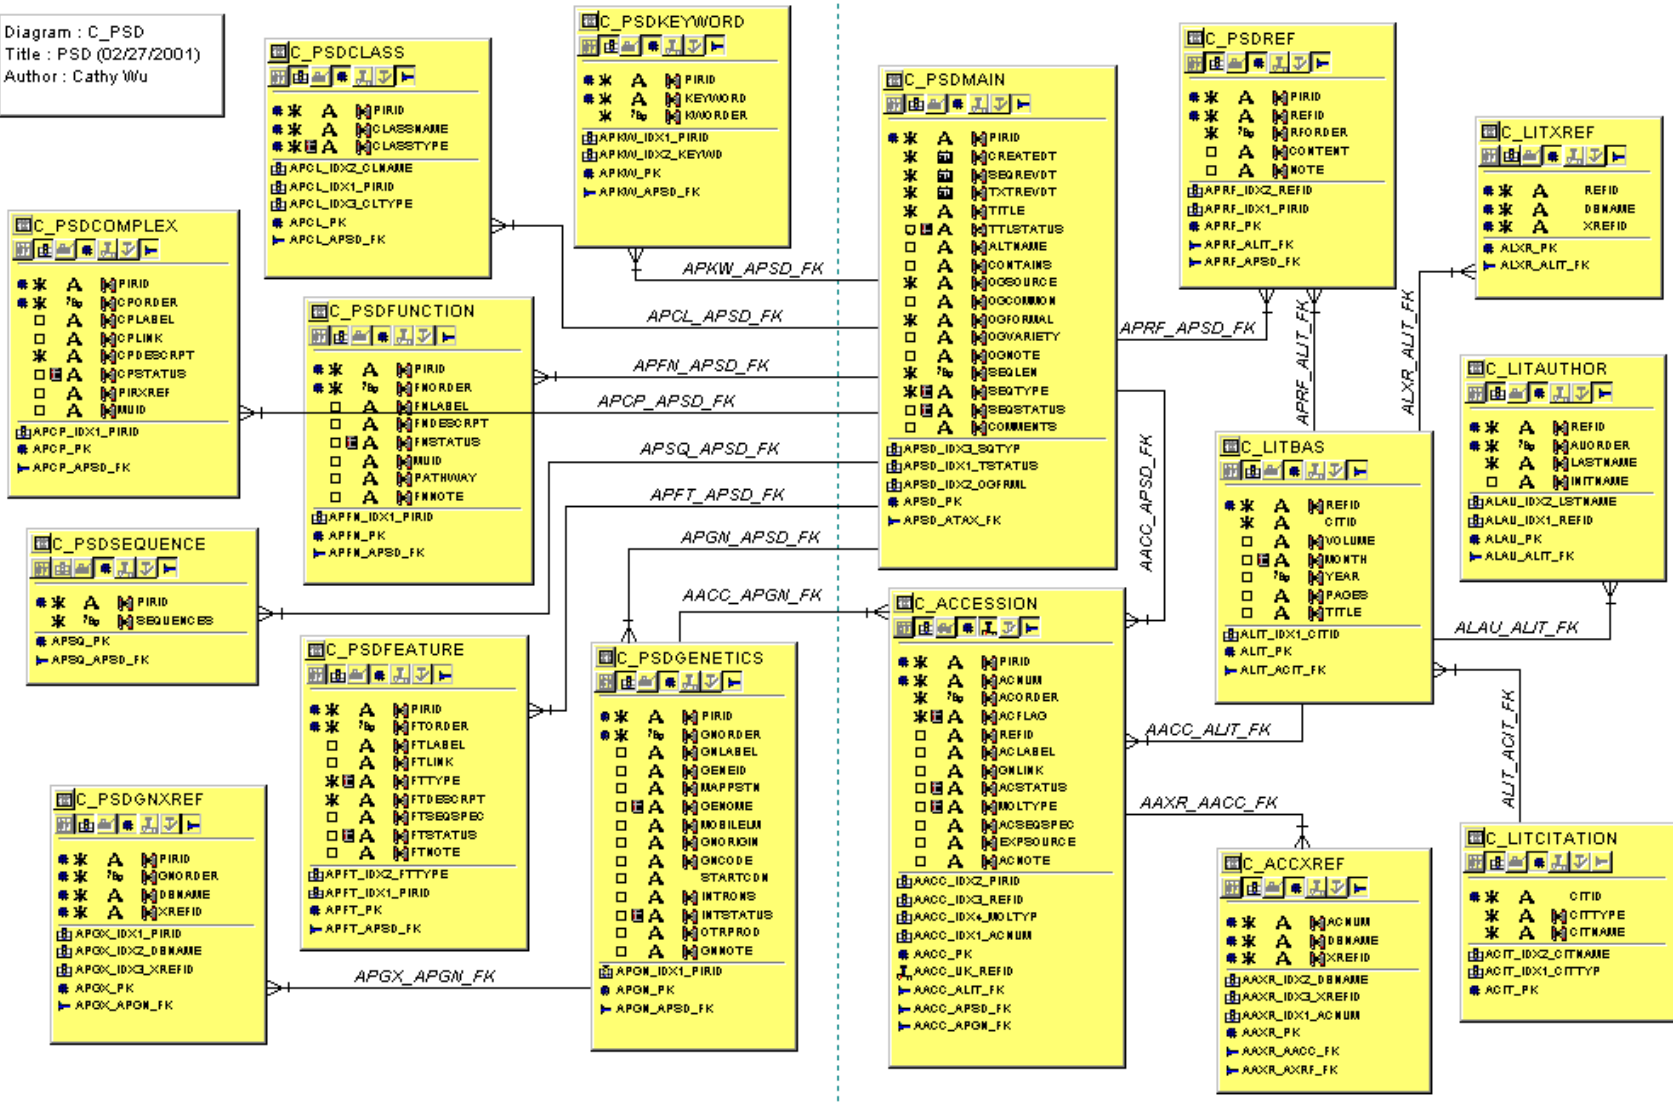 Diagram : C_PSD
Title : PSD (02/27/2001)
Author : Cathy Wu
C_PSDCLASS
PIRID
CLASSNAME
CLASSTYPE
APCL_IDX2_CLNAME
APCL_IDX1_PIRID
APCL_IDX3_CLTYPE
APCL_PK
APCL_APSD_FK
C_PSDKEYWORD
PIRID
KEYWORD
KWORDER
APKW_IDX1_PIRID
APKW_IDX2_KEYWD
APKW_PK
APKW_APSD_FK
C_PSDCOMPLEX
PIRID
CPORDER
CPLABEL
CPLINK
CPDESCRPT
CPSTATUS
PIRXREF
MUID
APCP_IDX1_PIRID
APCP_PK
APCP_APSD_FK
C_PSDFUNCTION
PIRID
FNORDER
FNLABEL
FNDESCRPT
FNSTATUS
MUID
PATHWAY
FNNOTE
APFN_IDX1_PIRID
APFN_PK
APFN_APSD_FK
C_PSDSEQUENCE
PIRID
SEQUENCES
APSQ_PK
APSQ_APSD_FK
C_PSDFEATURE
PIRID
FTORDER
FTLABEL
FTLINK
FTTYPE
FTDESCRPT
FTSEQSPEC
FTSTATUS
FTNOTE
APFT_IDX2_FTTYPE
APFT_IDX1_PIRID
APFT_PK
APFT_APSD_FK
C_PSDGNXREF
PIRID
GNORDER
DBNAME
XREFID
APGX_IDX1_PIRID
APGX_IDX2_DBNAME
APGX_IDX3_XREFID
APGX_PK
APGX_APGN_FK
C_PSDGENETICS
PIRID
GNORDER
GNLABEL
GENEID
MAPPSTN
GENOME
MOBILELM
GNORIGIN
GNCODE
STARTCDN
INTRONS
INTSTATUS
OTRPROD
GNNOTE
APGN_IDX1_PIRID
APGN_PK
APGN_APSD_FK
APKW_APSD_FK
APCL_APSD_FK
APFN_APSD_FK
APCP_APSD_FK
APSQ_APSD_FK
APFT_APSD_FK
APGN_APSD_FK
AACC_APGN_FK
APGX_APGN_FK
C_PSDMAIN
PIRID
CREATEDT
SEQREVDT
TXTREVDT
TITLE
TTLSTATUS
ALTNAME
CONTAINS
OGSOURCE
OGCOMMON
OGFORMAL
OGVARIETY
OGNOTE
SEQLEN
SEQTYPE
SEQSTATUS
COMMENTS
APSD_IDX3_SQTYP
APSD_IDX1_TSTATUS
APSD_IDX2_OGFRML
APSD_PK
APSD_ATAX_FK
C_ACCESSION
PIRID
ACNUM
ACORDER
ACFLAG
REFID
ACLABEL
GNLINK
ACSTATUS
MOLTYPE
ACSEQSPEC
EXPSOURCE
ACNOTE
AACC_IDX2_PIRID
AACC_IDX3_REFID
AACC_IDX4_MOLTYP
AACC_IDX1_ACNUM
AACC_PK
AACC_UK_REFID
AACC_ALIT_FK
AACC_APSD_FK
AACC_APGN_FK
C_PSDREF
PIRID
REFID
RFORDER
CONTENT
NOTE
APRF_IDX2_REFID
APRF_IDX1_PIRID
APRF_PK
APRF_ALIT_FK
APRF_APSD_FK
C_LITXREF
REFID
DBNAME
XREFID
ALXR_PK
ALXR_ALIT_FK
C_LITAUTHOR
REFID
AUORDER
LASTNAME
INITNAME
ALAU_IDX2_LSTNAME
ALAU_IDX1_REFID
ALAU_PK
ALAU_ALIT_FK
C_LITBAS
REFID
CITID
VOLUME
MONTH
YEAR
PAGES
TITLE
ALIT_IDX1_CITID
ALIT_PK
ALIT_ACIT_FK
C_ACCXREF
ACNUM
DBNAME
XREFID
AAXR_IDX2_DBNAME
AAXR_IDX3_XREFID
AAXR_IDX1_ACNUM
AAXR_PK
AAXR_AACC_FK
AAXR_AXRF_FK
C_LITCITATION
CITID
CITTYPE
CITNAME
ACIT_IDX2_CITNAME
ACIT_IDX1_CITTYP
ACIT_PK
APRF_APSD_FK
APRF_ALIT_FK
ALXR_ALIT_FK
AACC_APSD_FK
ALAU_ALIT_FK
AACC_ALIT_FK
ALIT_ACIT_FK
AAXR_AACC_FK